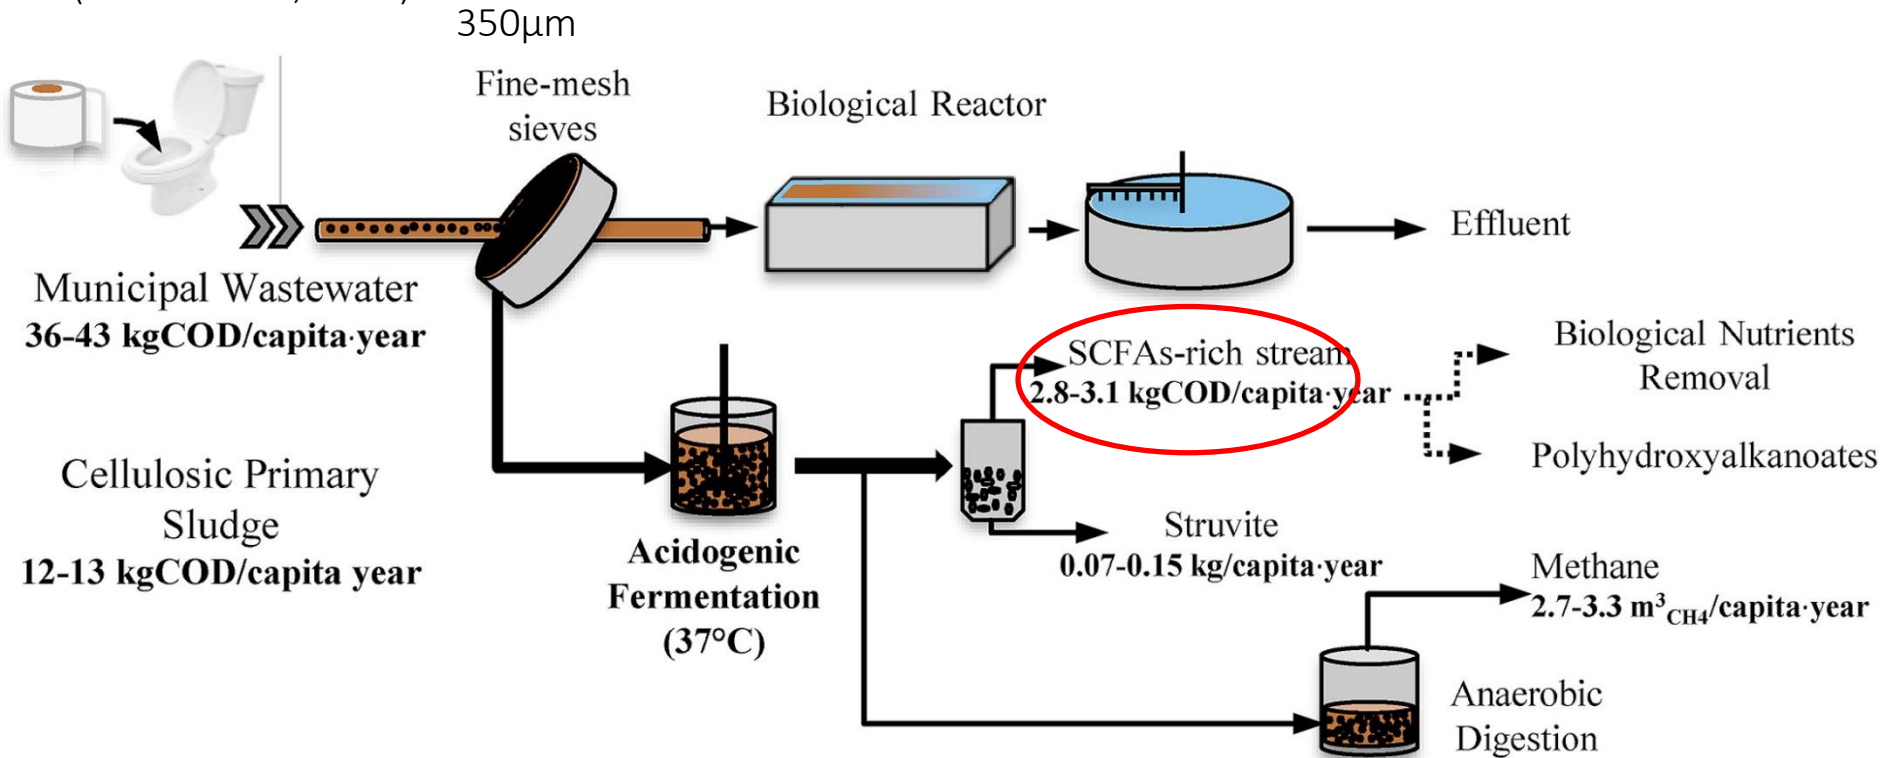 350μm
Fine-mesh
sieves
Biological Reactor
Effluent
Municipal Wastewater
36-43 kgCOD/capita·year
SCFAs-rich stream
2.8-3.1 kgCOD/capita·year
Biological Nutrients
Removal
Polyhydroxyalkanoates
Cellulosic Primary
Sludge
12-13 kgCOD/capita year
Acidogenic
Fermentation
(37°C)
Struvite
0.07-0.15 kg/capita·year
Methane
2.7-3.3 m³CH4/capita·year
Anaerobic
Digestion